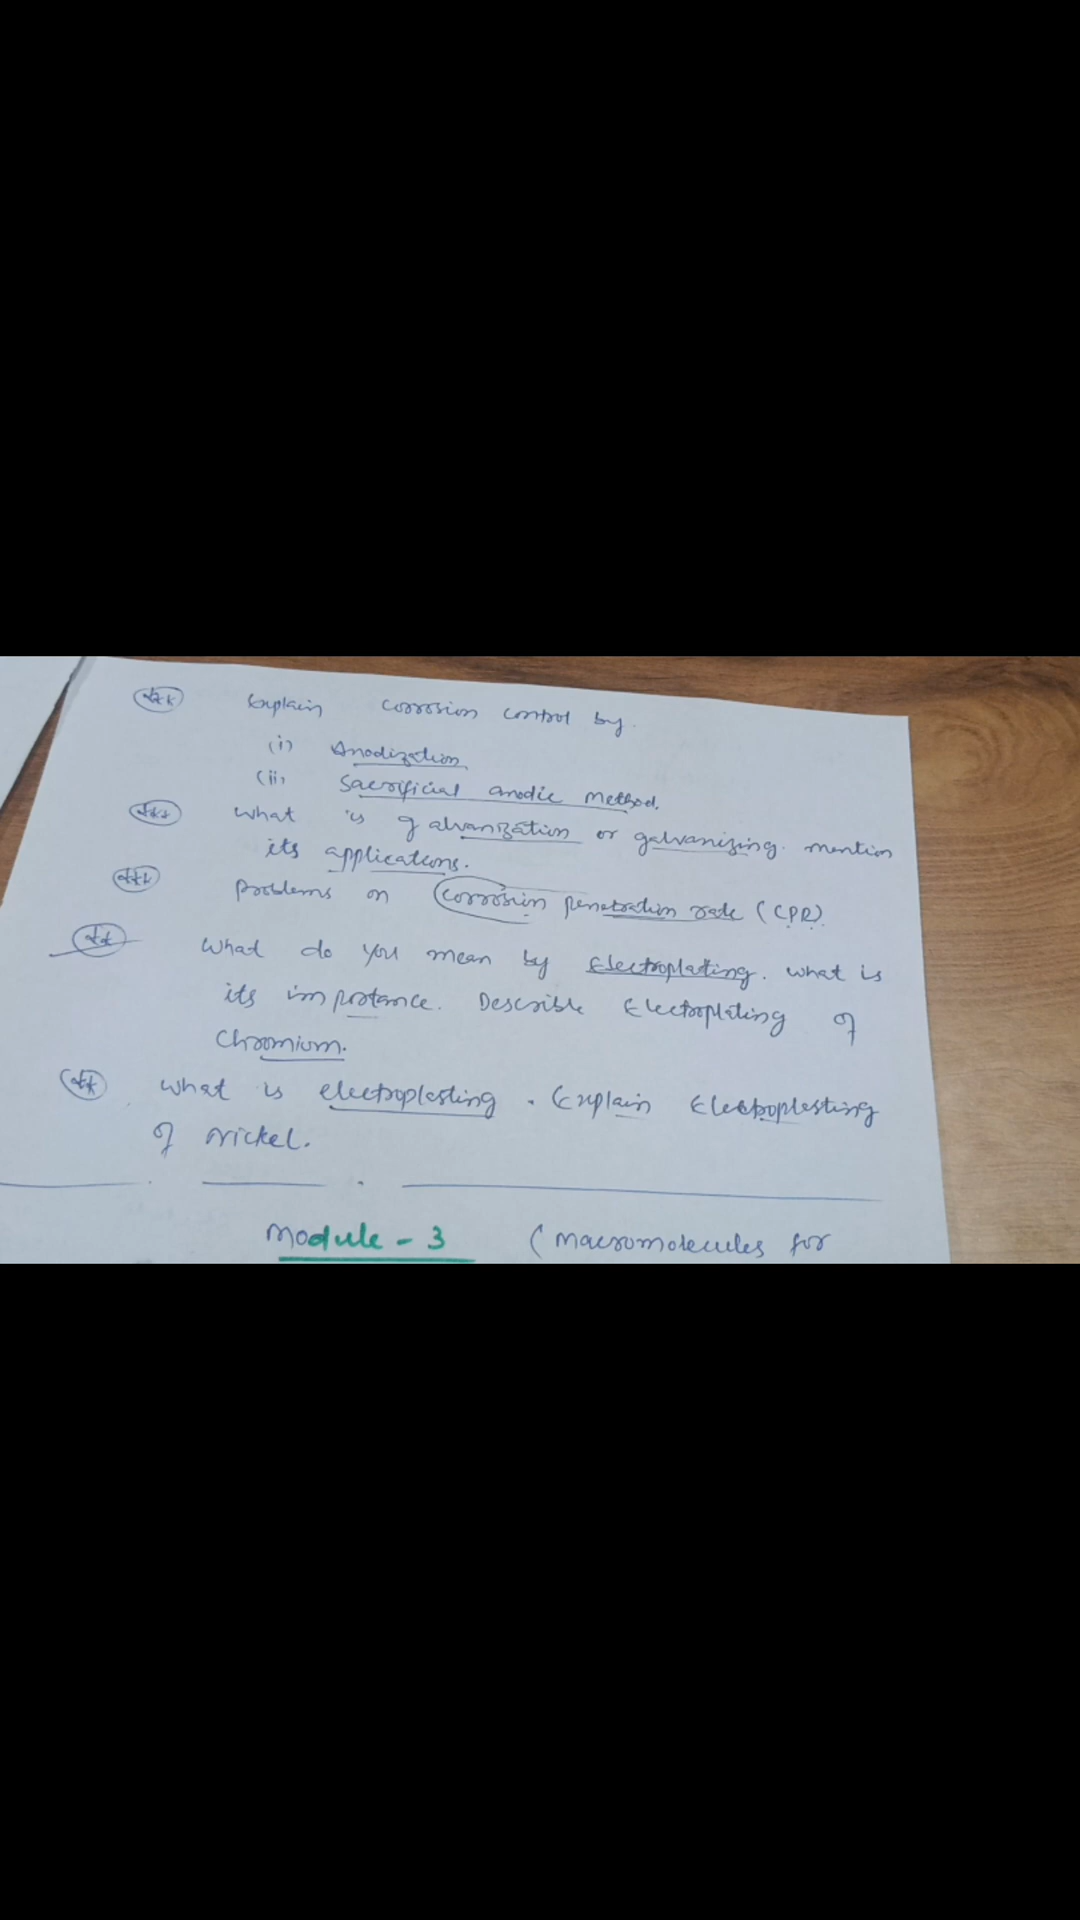 *** Explain corrosion control by.
(i) Anodization
(ii) Sacrificial anodic method.
*** What is galvanization or galvanizing. mention
its applications.
*** Problems on corrosion penetration rate (CPR).
** What do you mean by Electroplating. What is
its importance. Describle Electroplating of
Chromium.
** What is electroplating. Explain Electroplating
of Nickel.
Module - 3 (Macromolecules for